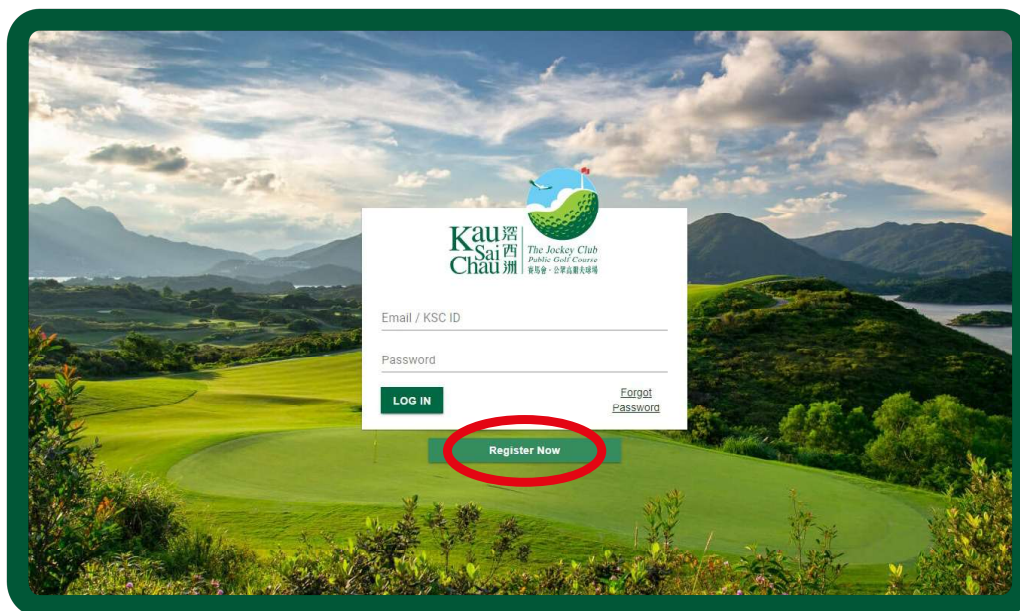 Kau 滘
Sai 西
Chau 洲
The Jockey Club
Public Golf Course
賽馬會・公眾高爾夫球場
Email / KSC ID
Password
LOG IN
Forgot
Password
Register Now